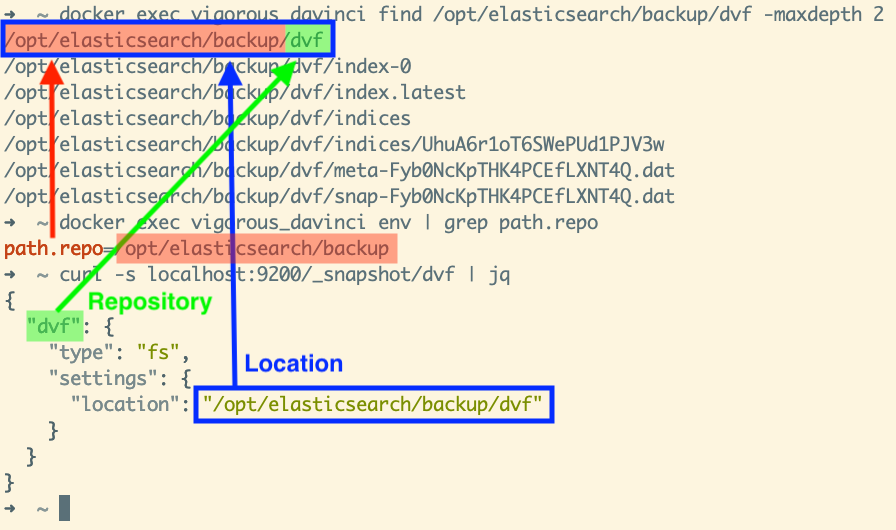 ➜  ~ docker exec vigorous_davinci find /opt/elasticsearch/backup/dvf -maxdepth 2
/opt/elasticsearch/backup/dvf
/opt/elasticsearch/backup/dvf/index-0
/opt/elasticsearch/backup/dvf/index.latest
/opt/elasticsearch/backup/dvf/indices
/opt/elasticsearch/backup/dvf/indices/UhuA6r1oT6SWePUd1PJV3w
/opt/elasticsearch/backup/dvf/meta-Fyb0NcKpTHK4PCEfLXNT4Q.dat
/opt/elasticsearch/backup/dvf/snap-Fyb0NcKpTHK4PCEfLXNT4Q.dat
➜  ~ docker exec vigorous_davinci env | grep path.repo
path.repo=/opt/elasticsearch/backup
➜  ~ curl -s localhost:9200/_snapshot/dvf | jq
{
Repository
  "dvf": {
    "type": "fs",
Location
    "settings": {
      "location": "/opt/elasticsearch/backup/dvf"
    }
  }
}
➜  ~